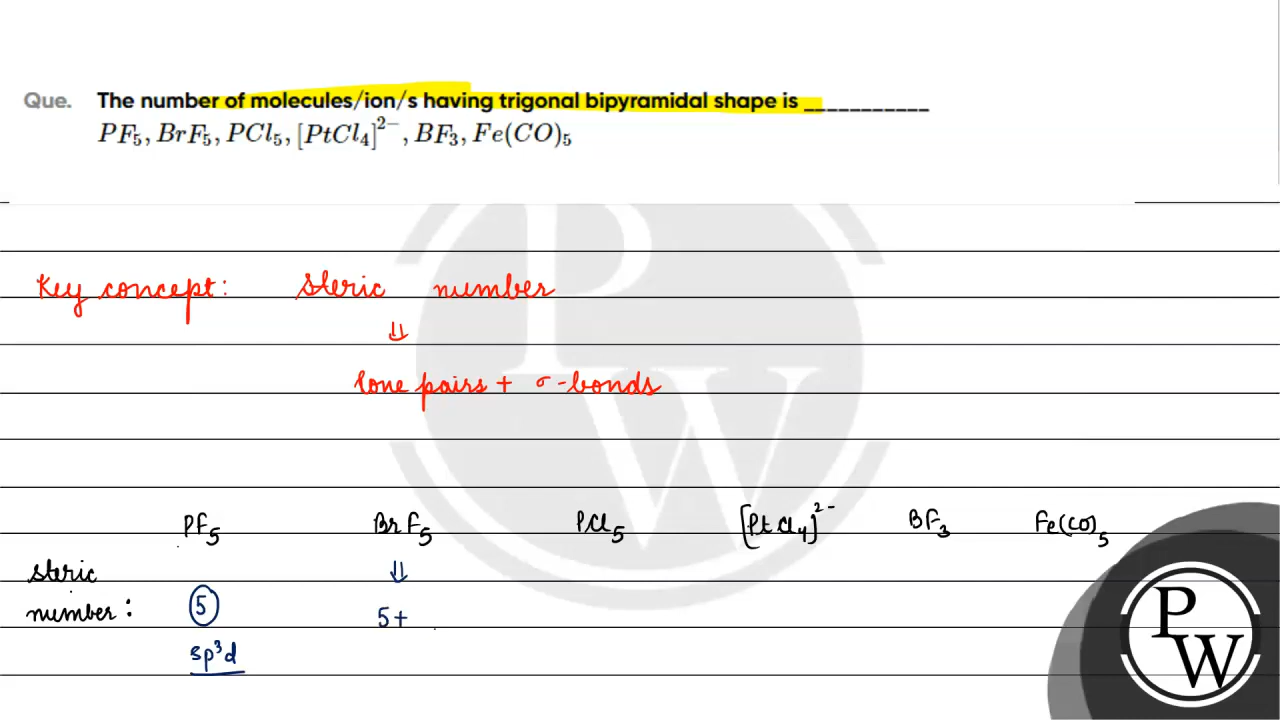 Que. The number of molecules/ion/s having trigonal bipyramidal shape is ____________
PF₅, BrF₅, PCl₅, [PtCl₄]²⁻, BF₃, Fe(CO)₅
Key concept: Steric number
⇓
lone pairs + σ-bonds
PF₅ BrF₅ PCl₅ [PtCl₄]²⁻ BF₃ Fe(CO)₅
Steric ⇓
number: 5 5+
sp³d
PW
PW